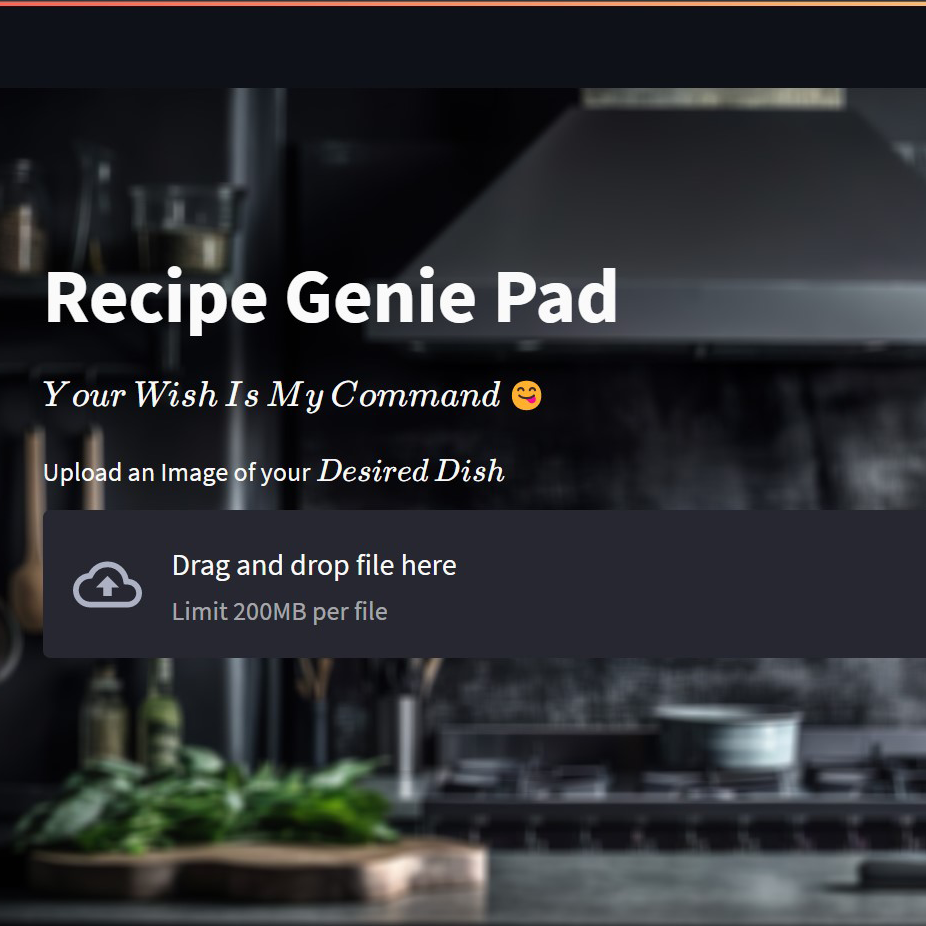 Recipe Genie Pad
Your Wish Is My Command 😋
Upload an Image of your Desired Dish
Drag and drop file here
Limit 200MB per file